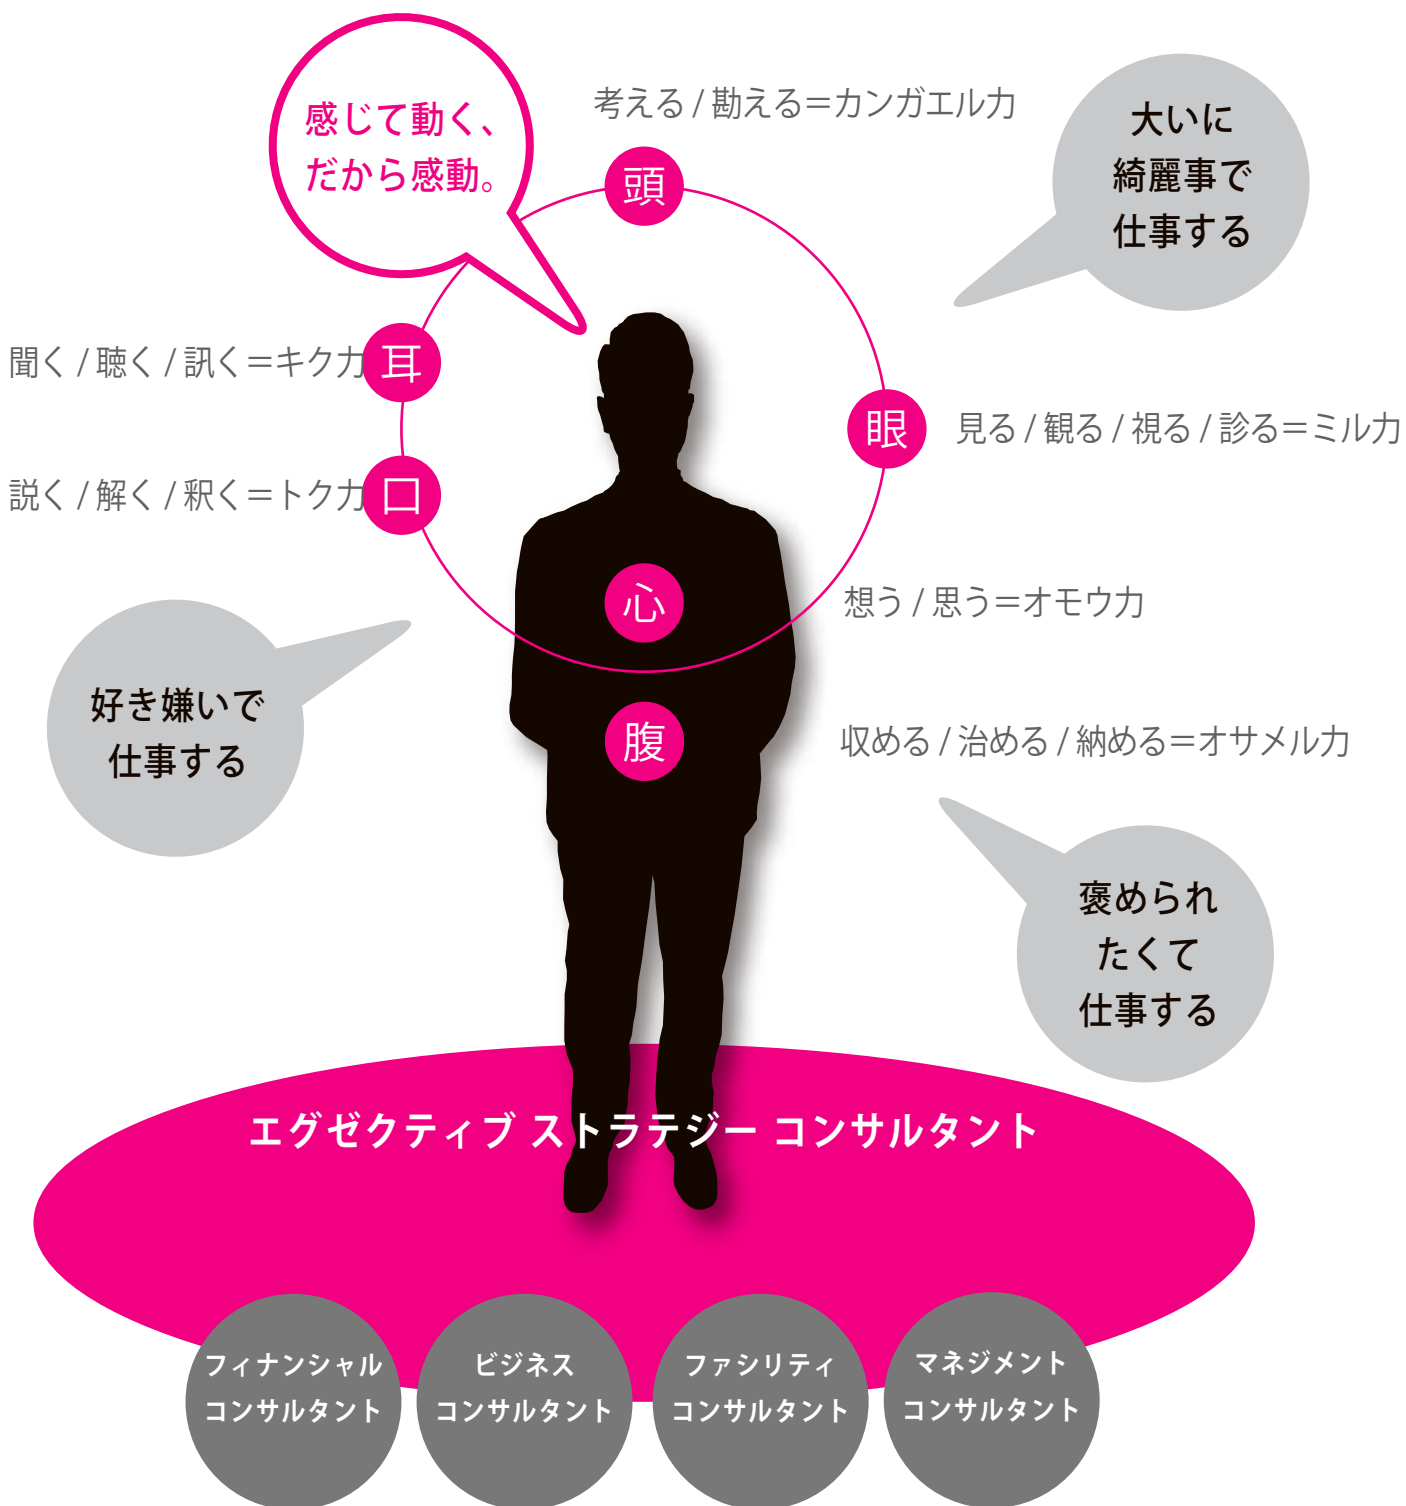 感じて動く、
だから感動。
考える / 勘える＝カンガエル力
頭
大いに
綺麗事で
仕事する
聞く / 聴く / 訊く＝キク力
耳
眼
見る / 観る / 視る / 診る＝ミル力
説く / 解く / 釈く＝トク力
口
心
想う / 思う＝オモウ力
好き嫌いで
仕事する
腹
収める / 治める / 納める＝オサメル力
褒められ
たくて
仕事する
エグゼクティブ ストラテジー コンサルタント
フィナンシャル
コンサルタント
ビジネス
コンサルタント
ファシリティ
コンサルタント
マネジメント
コンサルタント